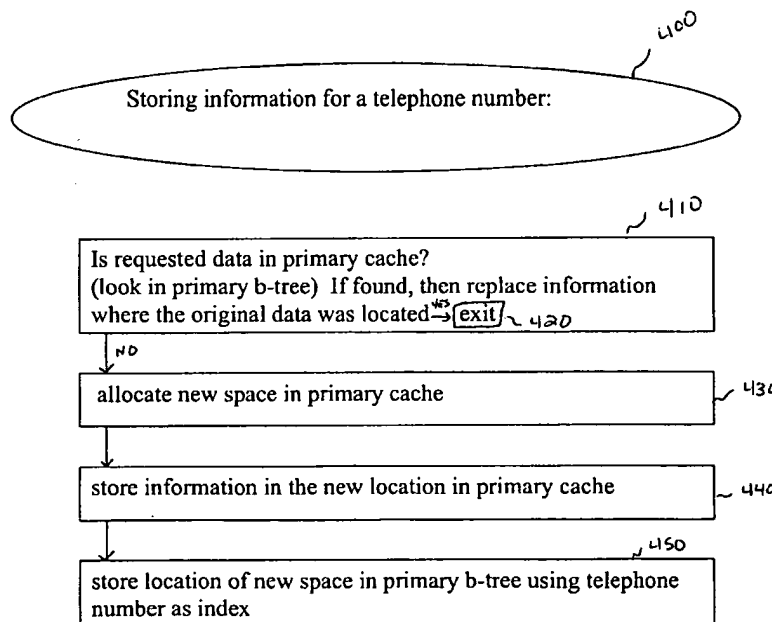 400
Storing information for a telephone number:
410
Is requested data in primary cache?
(look in primary b-tree) If found, then replace information
where the original data was located yes → exit 420
NO
allocate new space in primary cache 430
store information in the new location in primary cache 440
450
store location of new space in primary b-tree using telephone
number as index